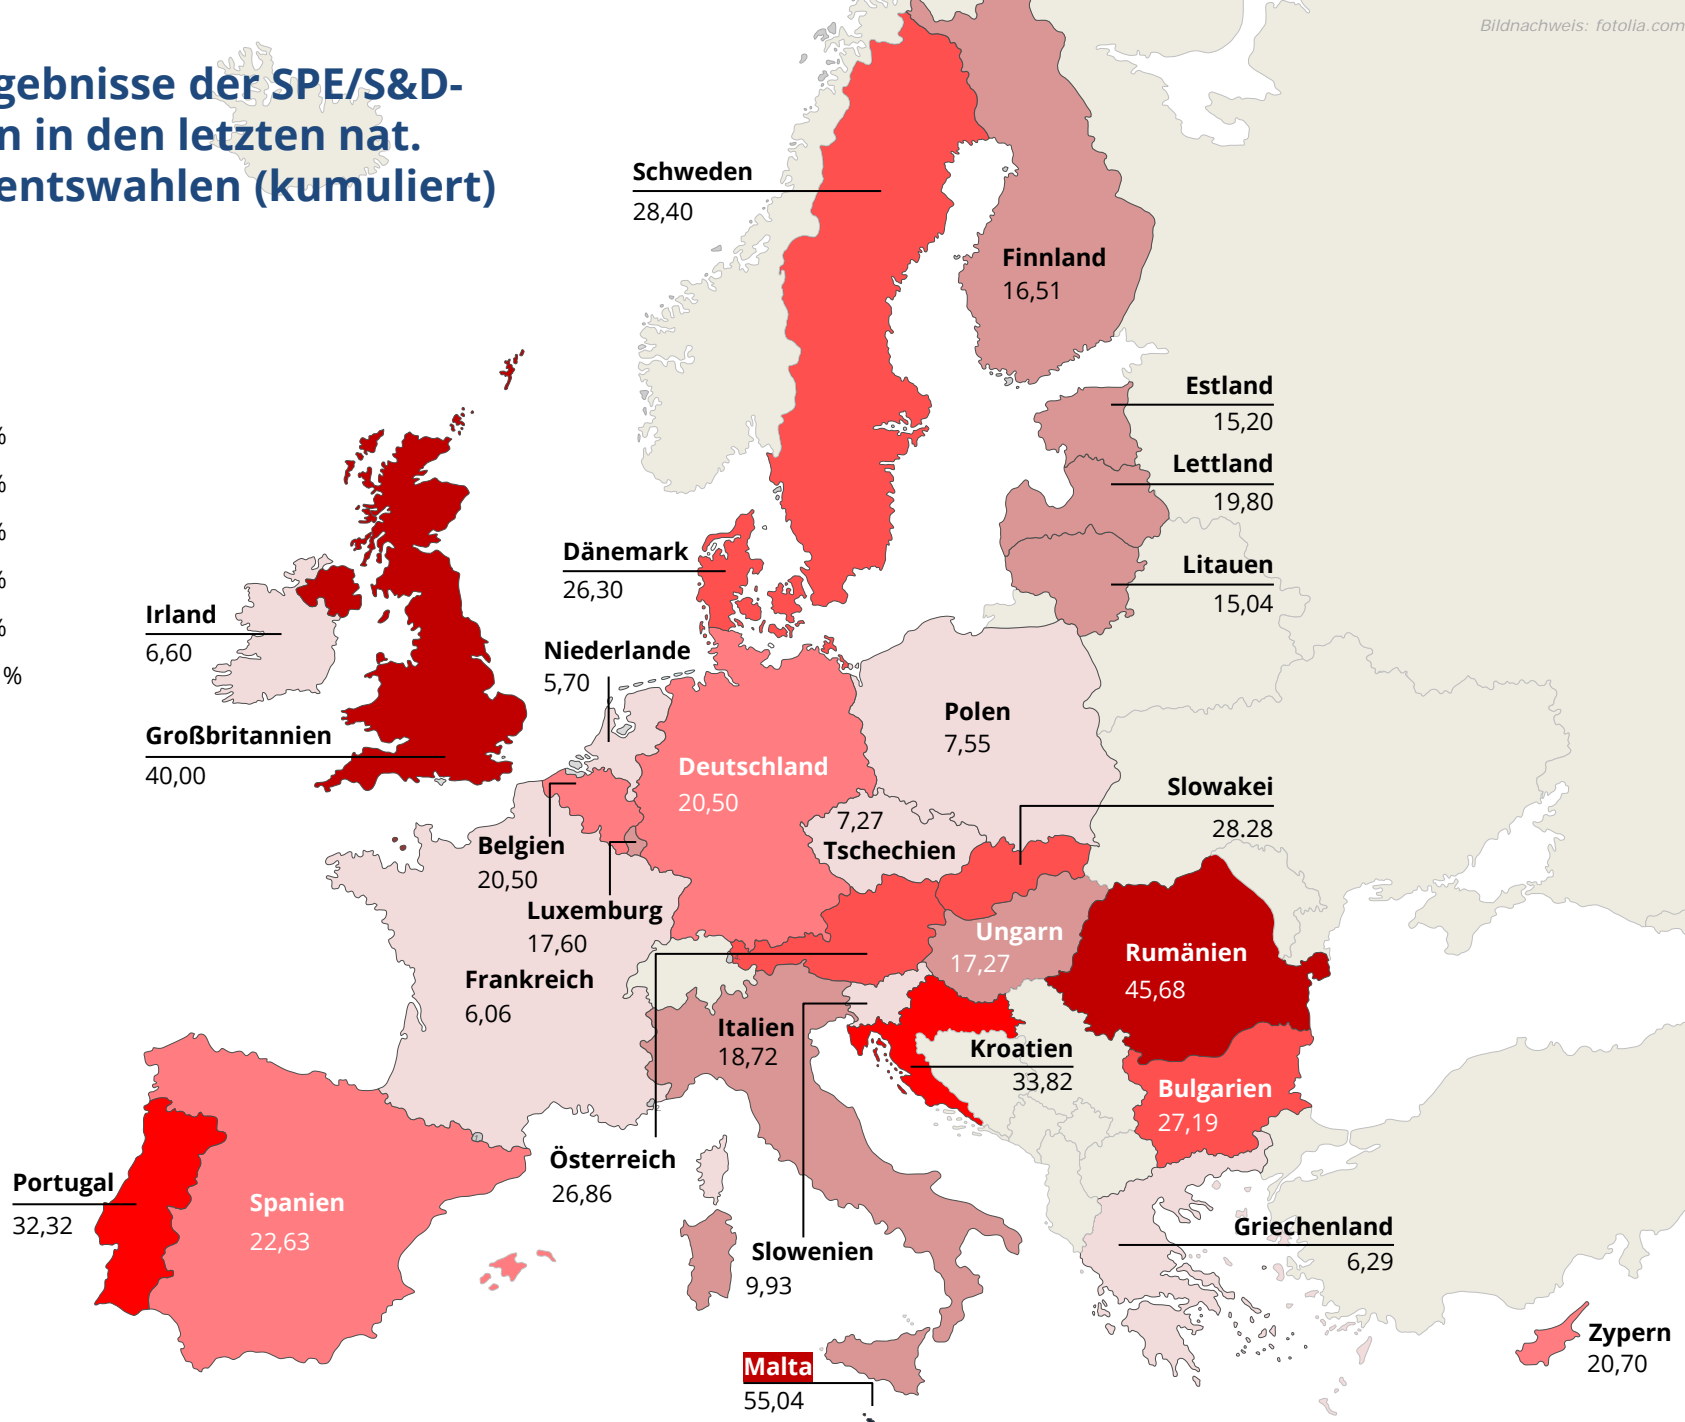 Bildnachweis: fotolia.com
gebnisse der SPE/S&D-
n in den letzten nat.
entswahlen (kumuliert)
%
%
%
%
%
%
Schweden
28,40
Finnland
16,51
Estland
15,20
Lettland
19,80
Litauen
15,04
Dänemark
26,30
Irland
6,60
Niederlande
5,70
Großbritannien
40,00
Polen
7,55
Deutschland
20,50
Slowakei
28.28
7,27
Tschechien
Belgien
20,50
Luxemburg
17,60
Ungarn
17,27
Rumänien
45,68
Frankreich
6,06
Italien
18,72
Kroatien
33,82
Bulgarien
27,19
Österreich
26,86
Portugal
32,32
Spanien
22,63
Slowenien
9,93
Griechenland
6,29
Zypern
20,70
Malta
55,04